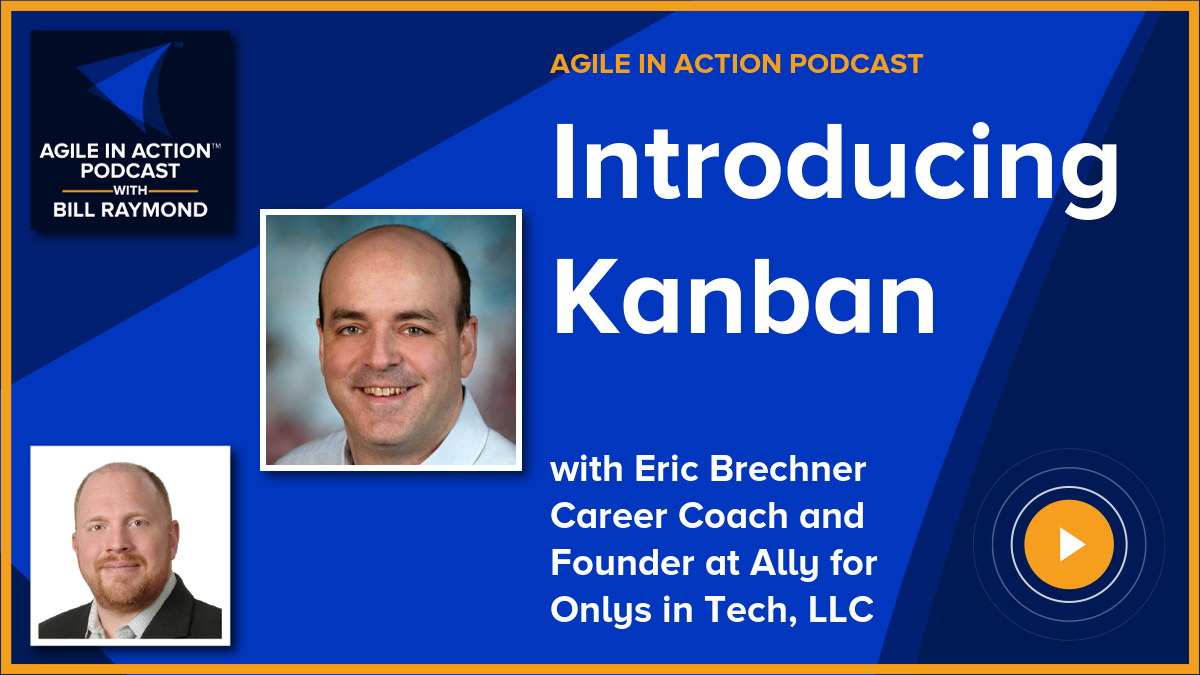 AGILE IN ACTION™
PODCAST
WITH
BILL RAYMOND
AGILE IN ACTION PODCAST
Introducing
Kanban
with Eric Brechner
Career Coach and
Founder at Ally for
Onlys in Tech, LLC